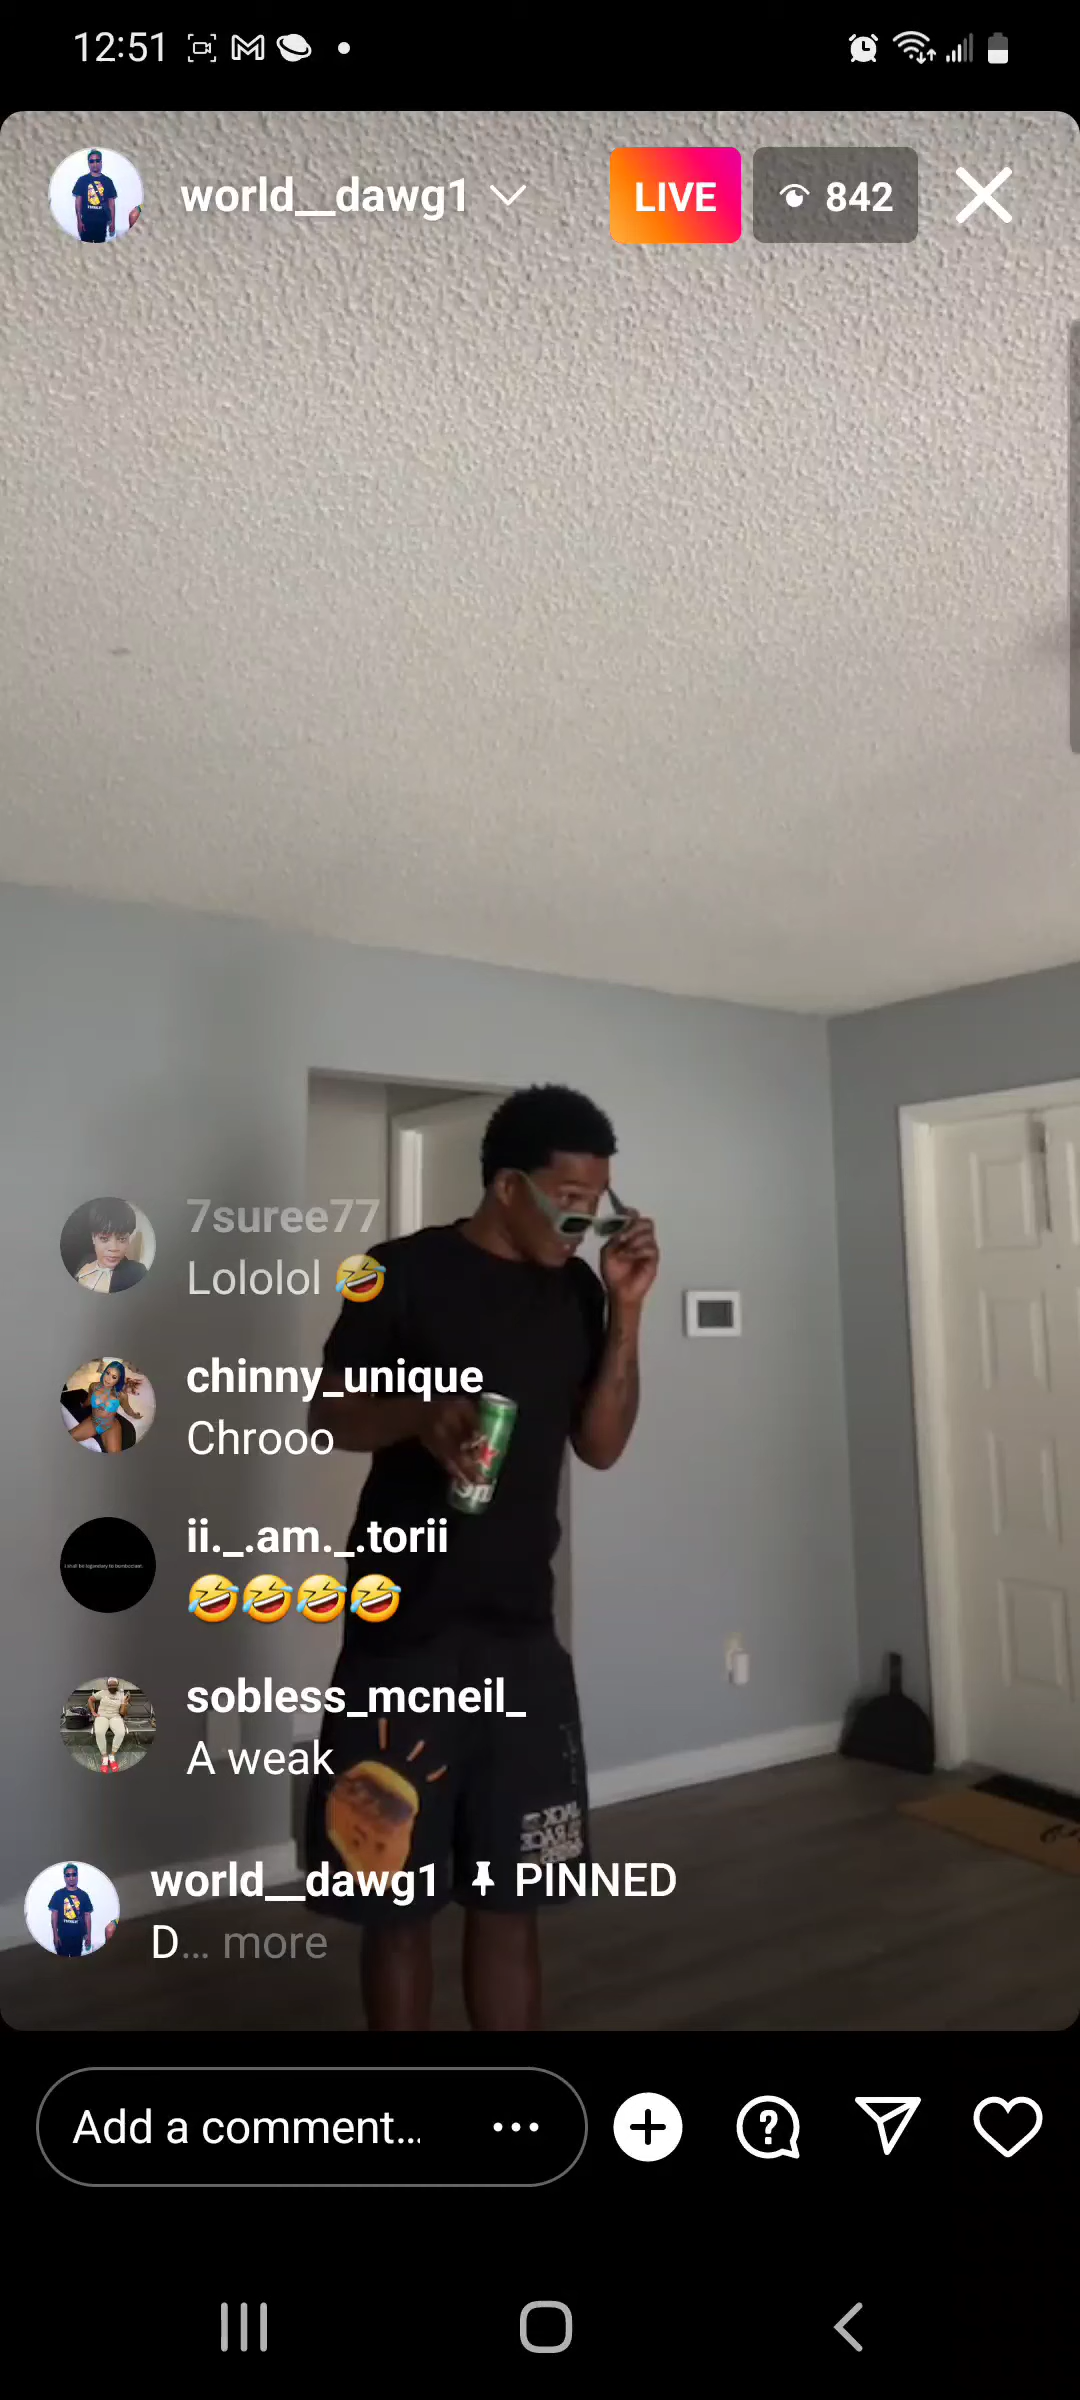 12:51
world__dawg1
LIVE
842
7suree77
Lololol 🤣
chinny_unique
Chrooo
ii._.am._.torii
🤣🤣🤣🤣
sobless_mcneil_
A weak
world__dawg1 PINNED
D... more
Add a comment...